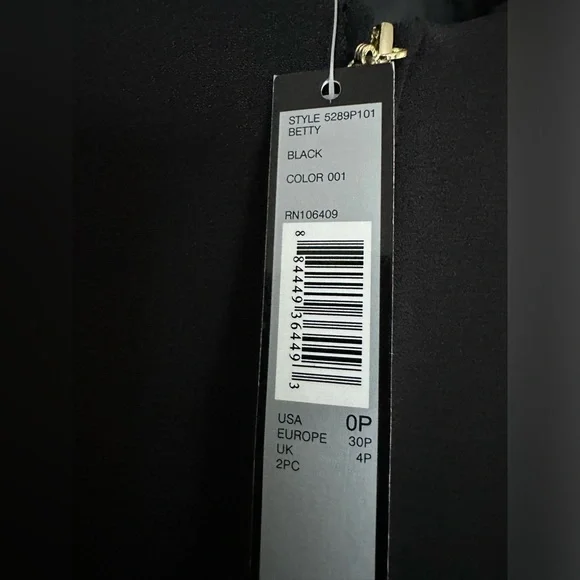 STYLE 5289P101
BETTY
BLACK
COLOR 001
RN106409
8 84449 36449 3
USA 0P
EUROPE 30P
UK 4P
2PC